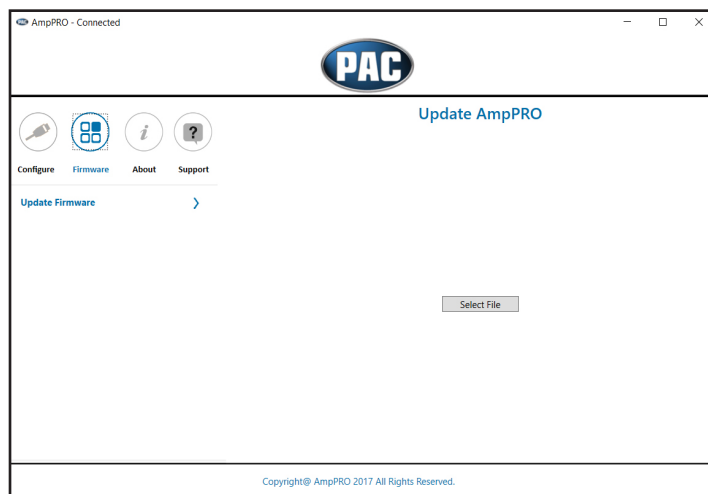 PAC AmpPRO - Connected
PAC
Update AmpPRO
i
?
Configure Firmware About Support
Update Firmware
Select File
Copyright@ AmpPRO 2017 All Rights Reserved.